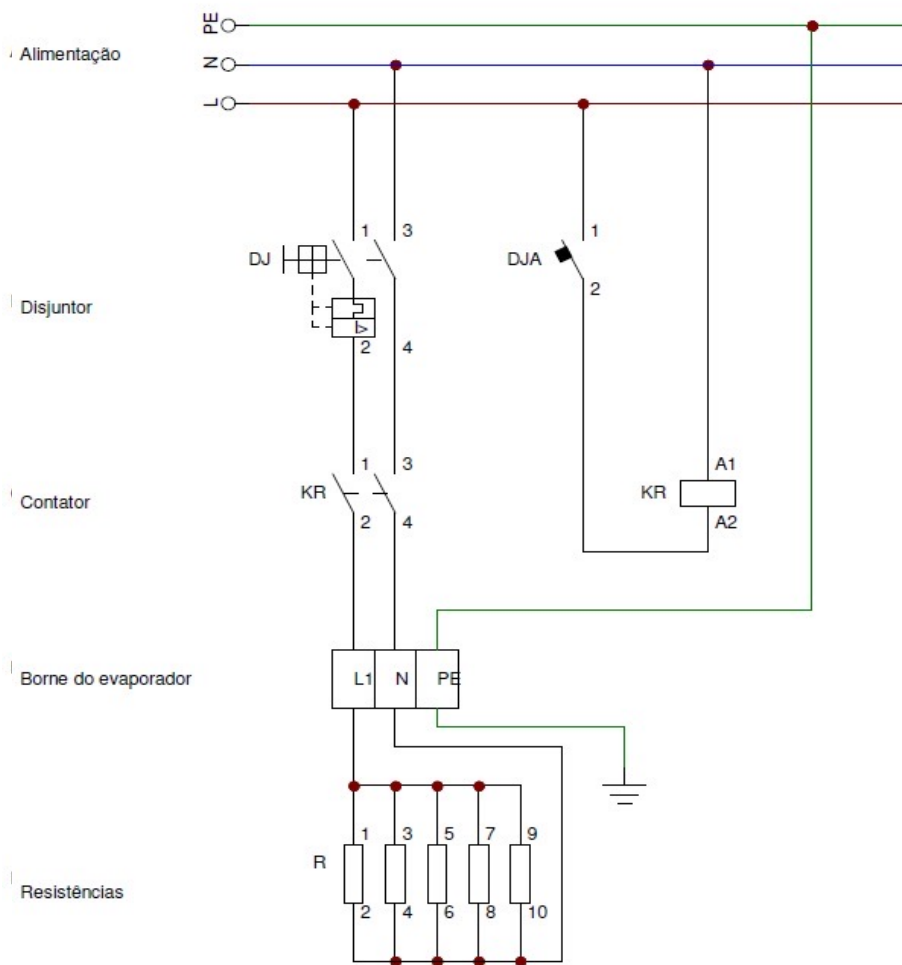 PE
Alimentação
N
L
1 3
DJ
DJA
1
2
Disjuntor
I>
2 4
1 3
KR
Contator
2 4
A1
KR
A2
Borne do evaporador
L1 N PE
1 3 5 7 9
R
Resistências
2 4 6 8 10